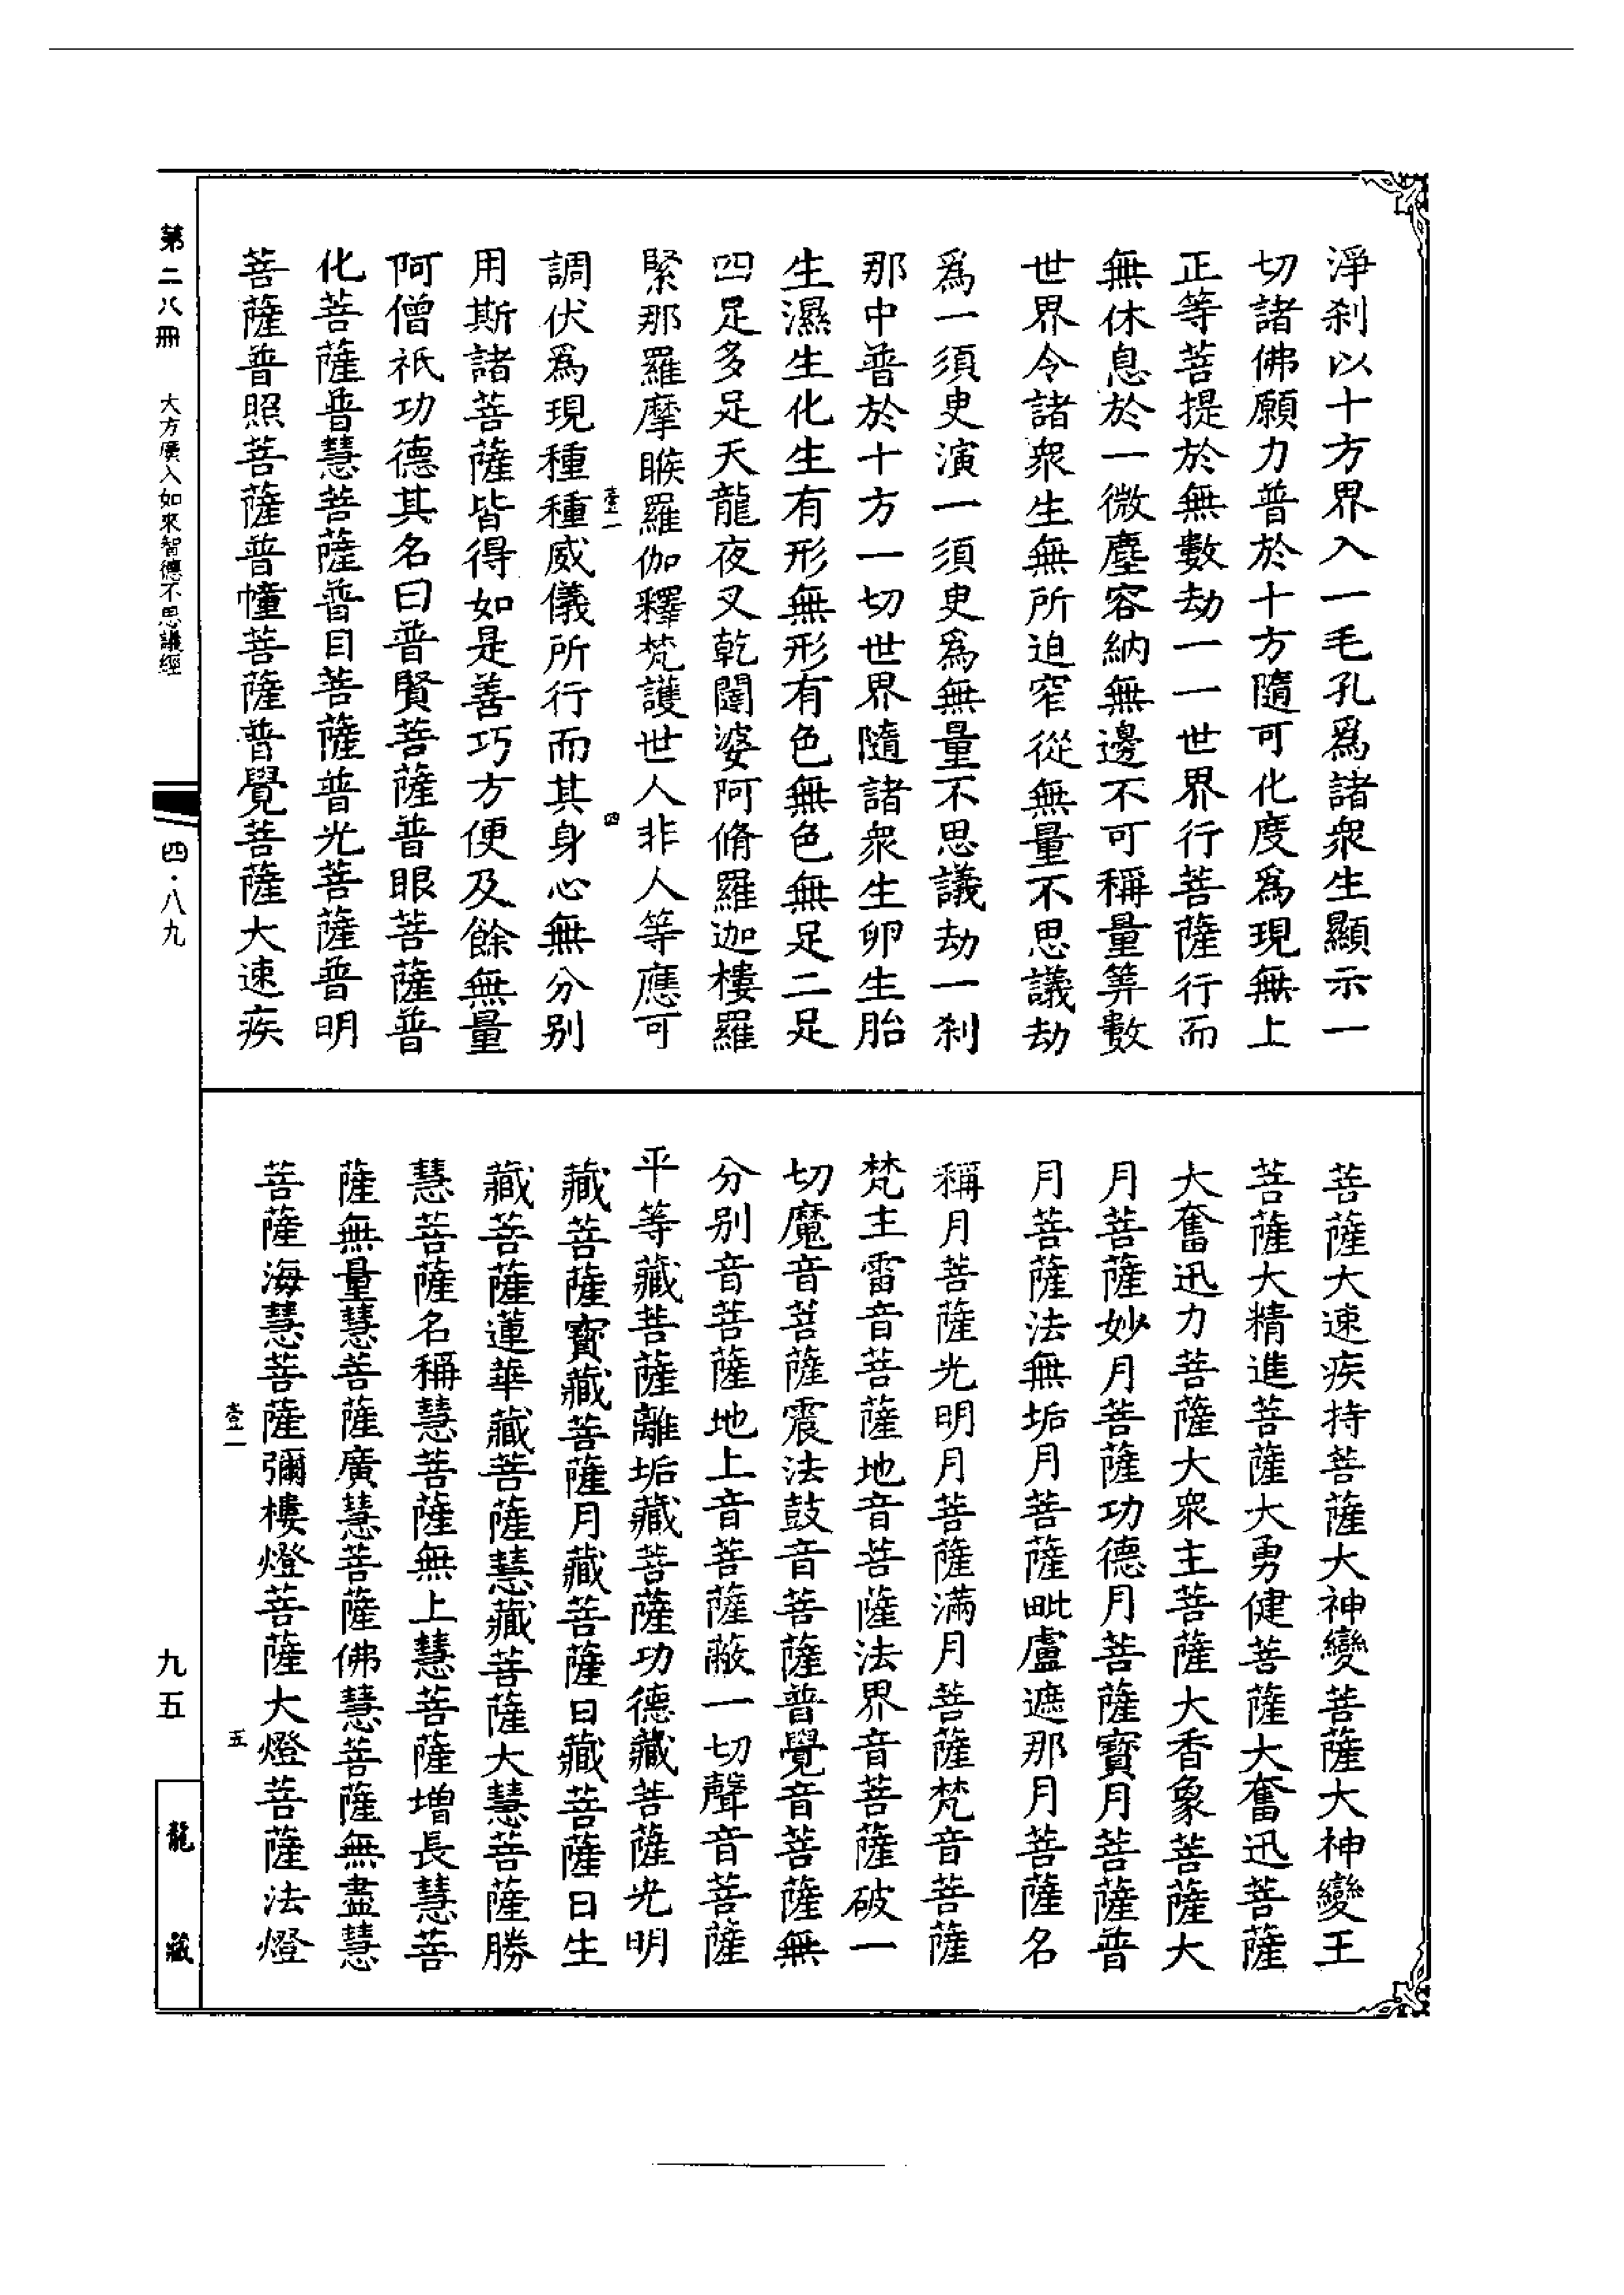 淨刹以十方界入一毛孔爲諸衆生顯示一
切諸佛願力普於十方隨可化度爲現無上
正等菩提於無數劫一一世界行菩薩行而
無休息於一微塵容納無邊不可稱量筭數
世界令諸衆生無所迫窄從無量不思議劫
爲一須臾演一須臾爲無量不思議劫一刹
那中普於十方一切世界隨諸衆生卵生胎
生濕生化生有形無形有色無色無足二足
四足多足天龍夜叉乾闥婆阿脩羅迦樓羅
緊那羅摩睺羅伽釋梵護世人非人等應可
壹二
四
調伏爲現種種威儀所行而其身心無分别
用斯諸菩薩皆得如是善巧方便及餘無量
阿僧祇功德其名曰普賢菩薩普眼菩薩普
化菩薩普慧菩薩普目菩薩普光菩薩普明
菩薩普照菩薩普幢菩薩普覺菩薩大速疾
菩薩大速疾持菩薩大神變菩薩大神變王
菩薩大精進菩薩大勇健菩薩大奮迅菩薩
大奮迅力菩薩大衆主菩薩大香象菩薩大
月菩薩妙月菩薩功德月菩薩寶月菩薩普
月菩薩法無垢月菩薩毗盧遮那月菩薩名
稱月菩薩光明月菩薩滿月菩薩梵音菩薩
梵主雷音菩薩地音菩薩法界音菩薩破一
切魔音菩薩震法鼓音菩薩普覺音菩薩無
分别音菩薩地上音菩薩蔽一切聲音菩薩
平等藏菩薩離垢藏菩薩功德藏菩薩光明
藏菩薩寶藏菩薩月藏菩薩日藏菩薩日生
藏菩薩蓮華藏菩薩慧藏菩薩大慧菩薩勝
慧菩薩名稱慧菩薩無上慧菩薩增長慧菩
薩無量慧菩薩廣慧菩薩佛慧菩薩無盡慧
菩薩海慧菩薩彌樓燈菩薩大燈菩薩法燈
壹二
五
第二八冊
大方廣入如來智德不思議經
四·八九
九五
龍藏